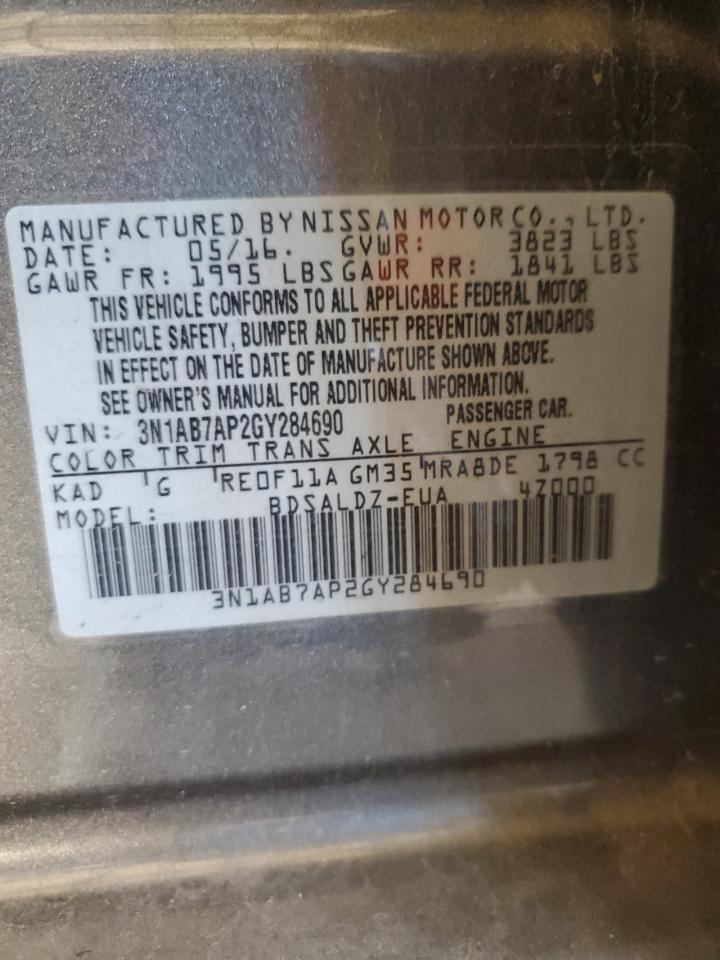 MANUFACTURED BY NISSAN MOTOR CO., LTD.
DATE: 05/16. GVWR: 3823 LBS
GAWR FR: 1995 LBS GAWR RR: 1841 LBS
THIS VEHICLE CONFORMS TO ALL APPLICABLE FEDERAL MOTOR
VEHICLE SAFETY, BUMPER AND THEFT PREVENTION STANDARDS
IN EFFECT ON THE DATE OF MANUFACTURE SHOWN ABOVE.
SEE OWNER'S MANUAL FOR ADDITIONAL INFORMATION.
VIN: 3N1AB7AP2GY284690 PASSENGER CAR.
COLOR TRIM TRANS AXLE ENGINE
KAD G RE0F11A GM35 MRA8DE 1798 CC
MODEL: BDSALDZ-EUA 4Z000
3N1AB7AP2GY284690